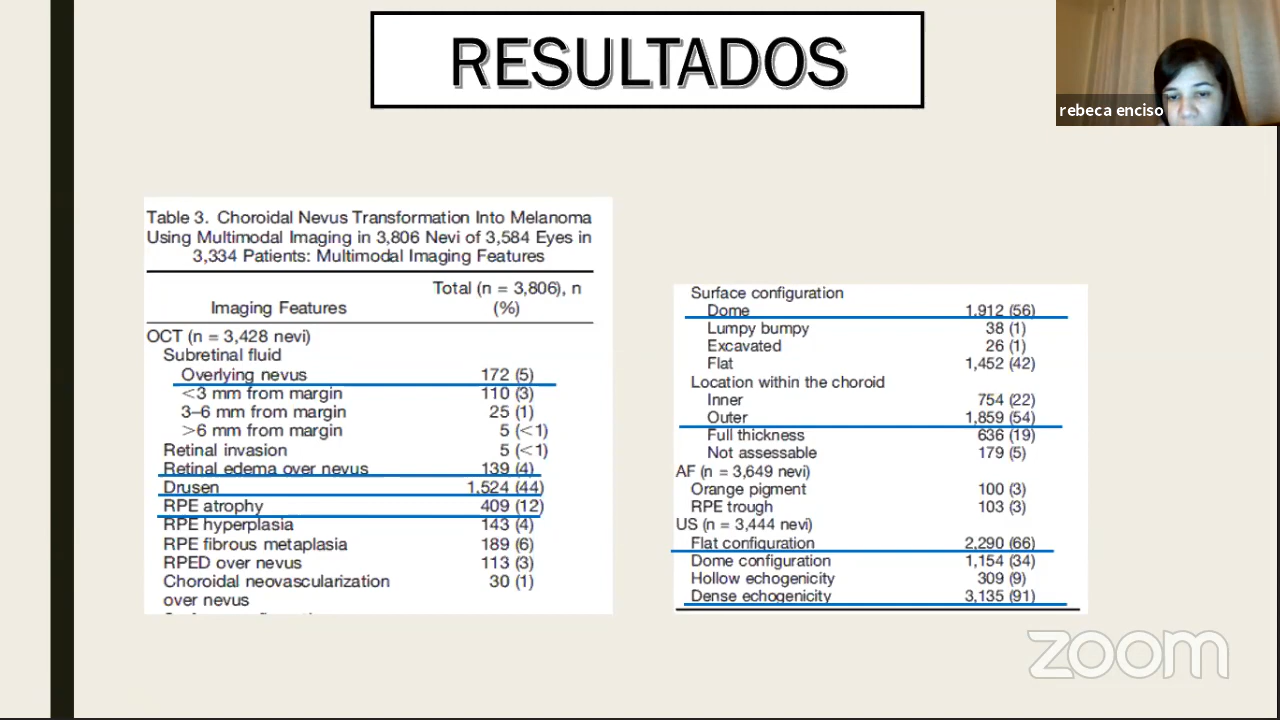 RESULTADOS
rebeca enciso
Table 3. Choroidal Nevus Transformation Into Melanoma
Using Multimodal Imaging in 3,806 Nevi of 3,584 Eyes in
3,334 Patients: Multimodal Imaging Features
Total (n = 3,806), n
Imaging Features (%)
OCT (n = 3,428 nevi)
Subretinal fluid
Overlying nevus 172 (5)
<3 mm from margin 110 (3)
3–6 mm from margin 25 (1)
>6 mm from margin 5 (<1)
Retinal invasion 5 (<1)
Retinal edema over nevus 139 (4)
Drusen 1,524 (44)
RPE atrophy 409 (12)
RPE hyperplasia 143 (4)
RPE fibrous metaplasia 189 (6)
RPED over nevus 113 (3)
Choroidal neovascularization 30 (1)
over nevus
Surface configuration
Dome 1,912 (56)
Lumpy bumpy 38 (1)
Excavated 26 (1)
Flat 1,452 (42)
Location within the choroid
Inner 754 (22)
Outer 1,859 (54)
Full thickness 636 (19)
Not assessable 179 (5)
AF (n = 3,649 nevi)
Orange pigment 100 (3)
RPE trough 103 (3)
US (n = 3,444 nevi)
Flat configuration 2,290 (66)
Dome configuration 1,154 (34)
Hollow echogenicity 309 (9)
Dense echogenicity 3,135 (91)
zoom